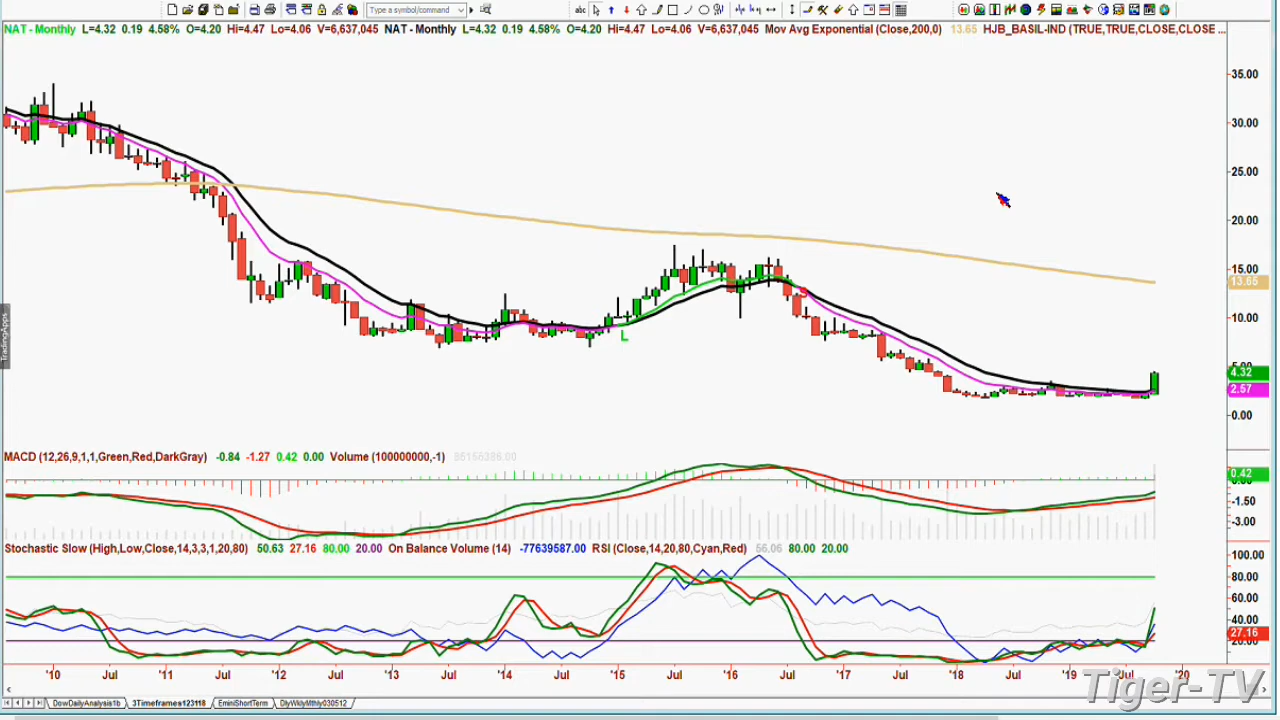 abc Type a symbol/command
NAT - Monthly L=4.32 0.19 4.58% O=4.20 Hi=4.47 Lo=4.06 V=6,637,045 NAT - Monthly L=4.32 0.19 4.58% O=4.20 Hi=4.47 Lo=4.06 V=6,637,045 Mov Avg Exponential (Close,200,0) 13.65 HJB_BASIL-IND (TRUE,TRUE,CLOSE,CLOSE ...
35.00
30.00
25.00
20.00
15.00
13.65
S
10.00
TradingApps
L
5.00
4.32
2.57
0.00
MACD (12,26,9,1,1,Green,Red,DarkGray) -0.84 -1.27 0.42 0.00 Volume (100000000,-1)
0.42
0.00
-1.50
-3.00
Stochastic Slow (High,Low,Close,14,3,3,1,20,80) 50.63 27.16 80.00 20.00 On Balance Volume (14) -77639587.00 RSI (Close,14,20,80,Cyan,Red) 56.06 80.00 20.00
100.00
80.00
60.00
40.00
27.16
20.00
'10 Jul '11 Jul '12 Jul '13 Jul '14 Jul '15 Jul '16 Jul '17 Jul '18 Jul '19 Jul '20
Tiger-TV
DowDailyAnalysis1b 3Timeframes123118 EminiShortTerm DlyWklyMthly030512